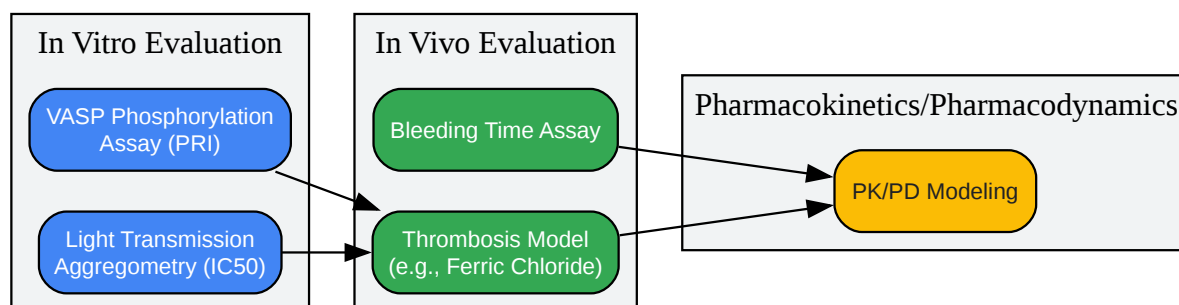 In Vitro Evaluation
VASP Phosphorylation
Assay (PRI)
Light Transmission
Aggregometry (IC50)
In Vivo Evaluation
Bleeding Time Assay
Thrombosis Model
(e.g., Ferric Chloride)
Pharmacokinetics/Pharmacodynamics
PK/PD Modeling